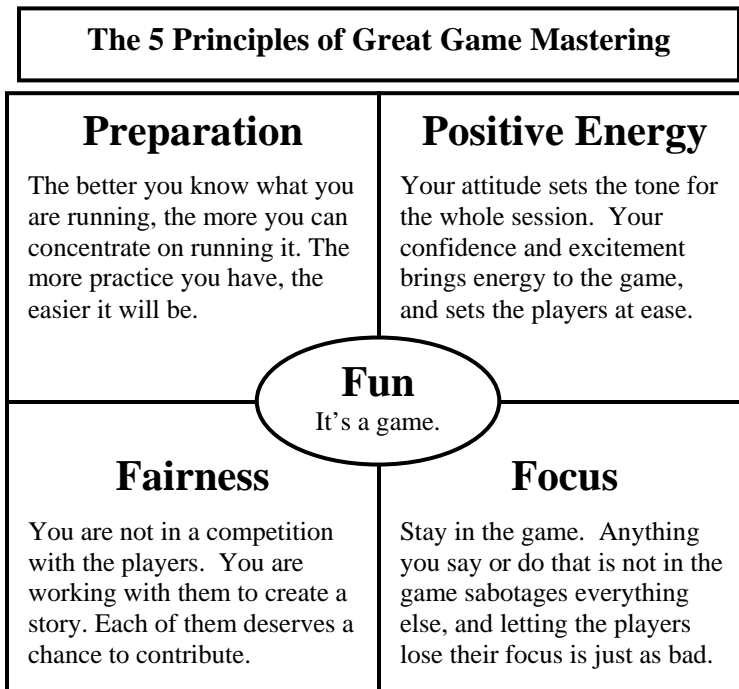 The 5 Principles of Great Game Mastering
Preparation
The better you know what you
are running, the more you can
concentrate on running it. The
more practice you have, the
easier it will be.
Positive Energy
Your attitude sets the tone for
the whole session.  Your
confidence and excitement
brings energy to the game,
and sets the players at ease.
Fun
It’s a game.
Fairness
You are not in a competition
with the players.  You are
working with them to create a
story. Each of them deserves a
chance to contribute.
Focus
Stay in the game.  Anything
you say or do that is not in the
game sabotages everything
else, and letting the players
lose their focus is just as bad.